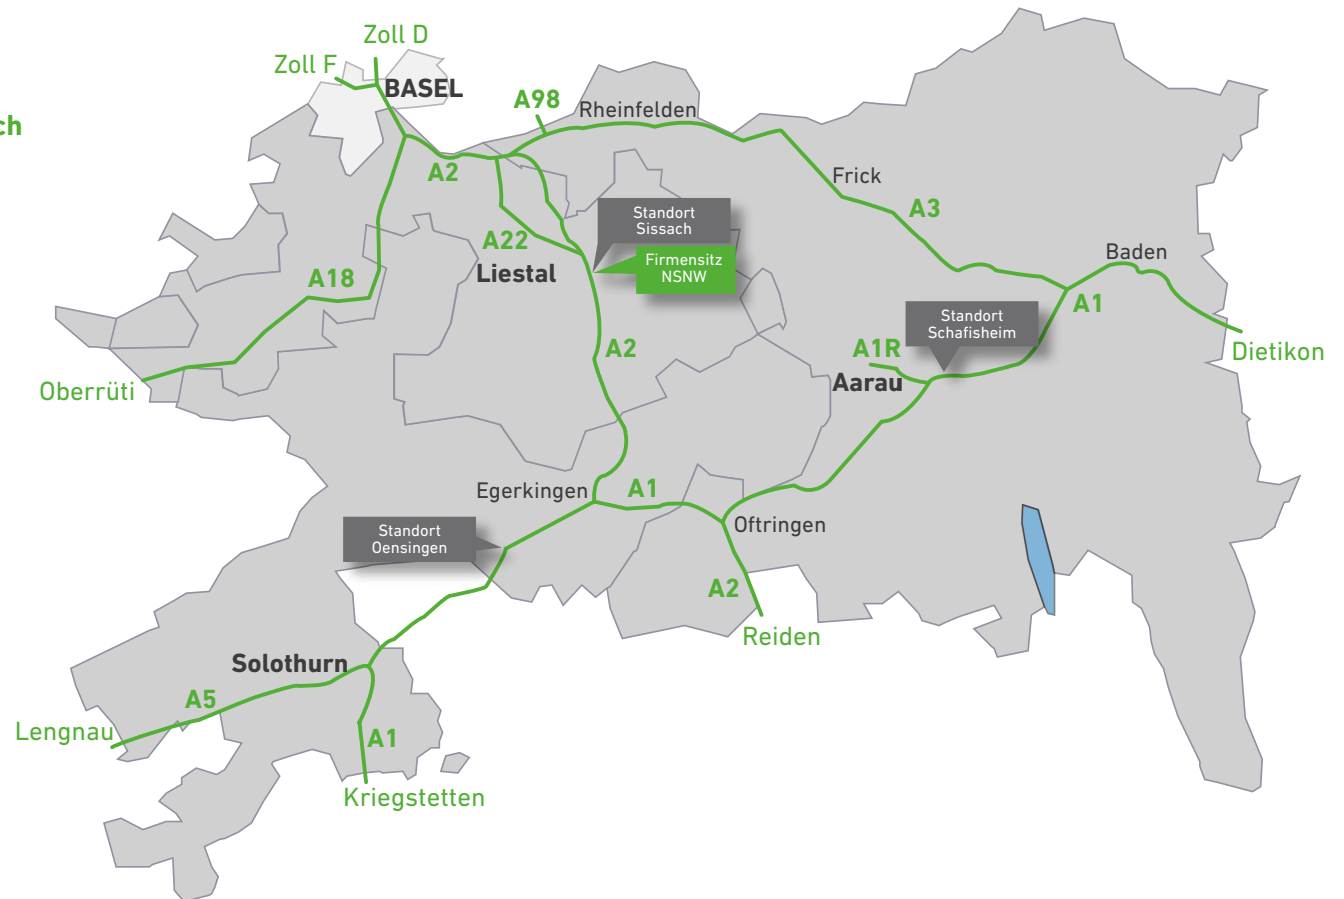 Zoll D
Zoll F
BASEL
A98
Rheinfelden
ch
A2
Frick
A3
Standort
Sissach
A22
Baden
Firmensitz
NSNW
Liestal
A18
A1
Standort
Schafisheim
A2
A1R
Dietikon
Aarau
Oberrüti
Egerkingen
A1
Oftringen
Standort
Oensingen
A2
Reiden
Solothurn
A5
Lengnau
A1
Kriegstetten